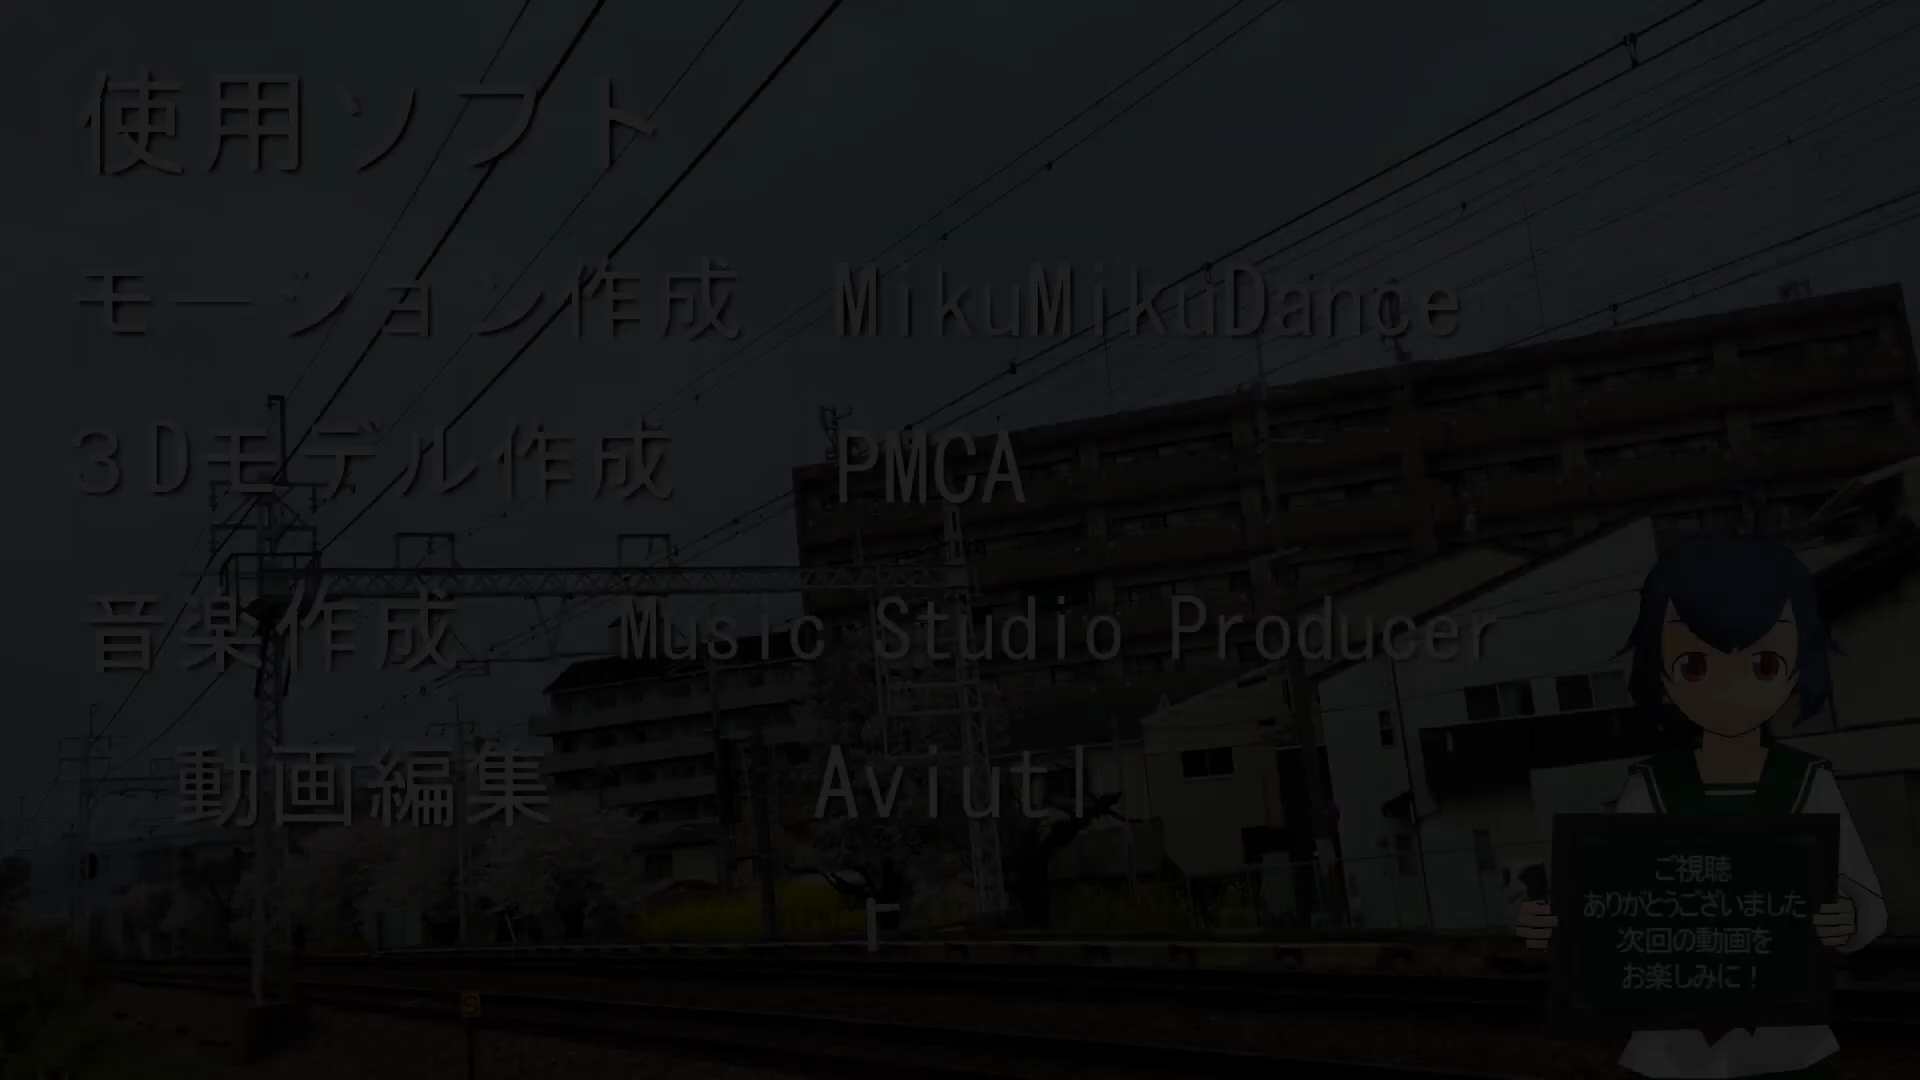 使用ソフト
モーション作成 MikuMikuDance
3Dモデル作成 PMCA
音楽作成 Music Studio Producer
動画編集 Aviutl
ご視聴
ありがとうございました
次回の動画を
お楽しみに！